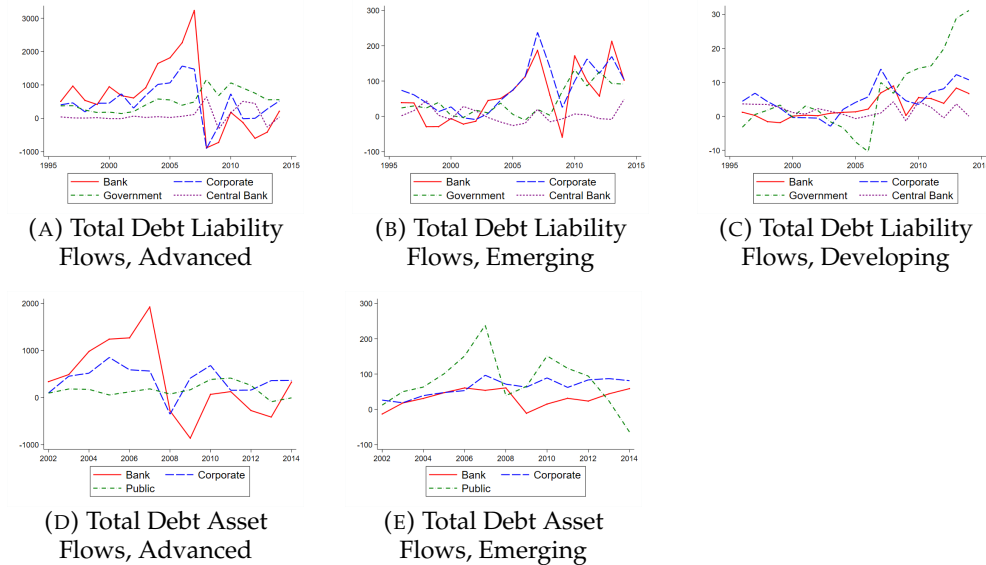 3000
2000
1000
0
-1000
1995
2000
2005
2010
2015
Bank
Corporate
Government
Central Bank
(A) Total Debt Liability
Flows, Advanced
300
200
100
0
-100
1995
2000
2005
2010
2015
Bank
Corporate
Government
Central Bank
(B) Total Debt Liability
Flows, Emerging
30
20
10
0
-10
1995
2000
2005
2010
201
Bank
Corporate
Government
Central Bank
(C) Total Debt Liability
Flows, Developing
2000
1000
0
-1000
2002
2004
2006
2008
2010
2012
2014
Bank
Corporate
Public
(D) Total Debt Asset
Flows, Advanced
300
200
100
0
-100
2002
2004
2006
2008
2010
2012
2014
Bank
Corporate
Public
(E) Total Debt Asset
Flows, Emerging